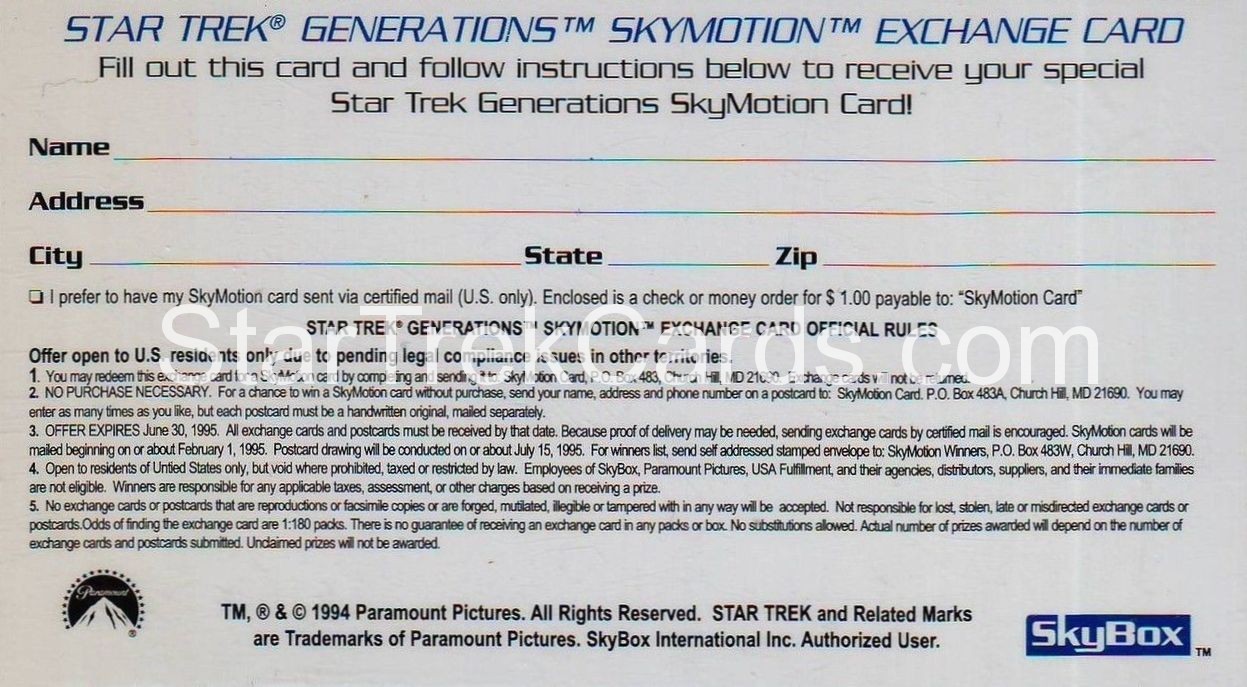 STAR TREK® GENERATIONS™ SKYMOTION™ EXCHANGE CARD
Fill out this card and follow instructions below to receive your special
Star Trek Generations SkyMotion Card!
Name
Address
City State Zip
❏ I prefer to have my SkyMotion card sent via certified mail (U.S. only). Enclosed is a check or money order for $ 1.00 payable to: “SkyMotion Card”
STAR TREK® GENERATIONS™ SKYMOTION™ EXCHANGE CARD OFFICIAL RULES
StarTrekCards.com
Offer open to U.S. residents only due to pending legal compliance issues in other territories.
1. You may redeem this exchange card for a SkyMotion card by completing and sending it to: SkyMotion Card, P.O. Box 483, Church Hill, MD 21690. Exchange cards will not be returned.
2. NO PURCHASE NECESSARY. For a chance to win a SkyMotion card without purchase, send your name, address and phone number on a postcard to: SkyMotion Card. P.O. Box 483A, Church Hill, MD 21690. You may
enter as many times as you like, but each postcard must be a handwritten original, mailed separately.
3. OFFER EXPIRES June 30, 1995. All exchange cards and postcards must be received by that date. Because proof of delivery may be needed, sending exchange cards by certified mail is encouraged. SkyMotion cards will be
mailed beginning on or about February 1, 1995. Postcard drawing will be conducted on or about July 15, 1995. For winners list, send self addressed stamped envelope to: SkyMotion Winners, P.O. Box 483W, Church Hill, MD 21690.
4. Open to residents of Untied States only, but void where prohibited, taxed or restricted by law. Employees of SkyBox, Paramount Pictures, USA Fulfillment, and their agencies, distributors, suppliers, and their immediate families
are not eligible. Winners are responsible for any applicable taxes, assessment, or other charges based on receiving a prize.
5. No exchange cards or postcards that are reproductions or facsimile copies or are forged, mutilated, illegible or tampered with in any way will be accepted. Not responsible for lost, stolen, late or misdirected exchange cards or
postcards.Odds of finding the exchange card are 1:180 packs. There is no guarantee of receiving an exchange card in any packs or box. No substitutions allowed. Actual number of prizes awarded will depend on the number of
exchange cards and postcards submitted. Unclaimed prizes will not be awarded.
Paramount ®
TM, ® & © 1994 Paramount Pictures. All Rights Reserved. STAR TREK and Related Marks
are Trademarks of Paramount Pictures. SkyBox International Inc. Authorized User.
SkyBox ™